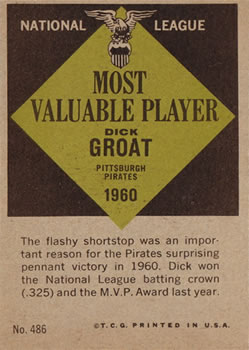 NATIONAL LEAGUE
MOST
VALUABLE PLAYER
DICK
GROAT
PITTSBURGH
PIRATES
1960
The flashy shortstop was an impor-
tant reason for the Pirates surprising
pennant victory in 1960. Dick won
the National League batting crown
(.325) and the M.V.P. Award last year.
No. 486 ©T.C.G. PRINTED IN U.S.A.